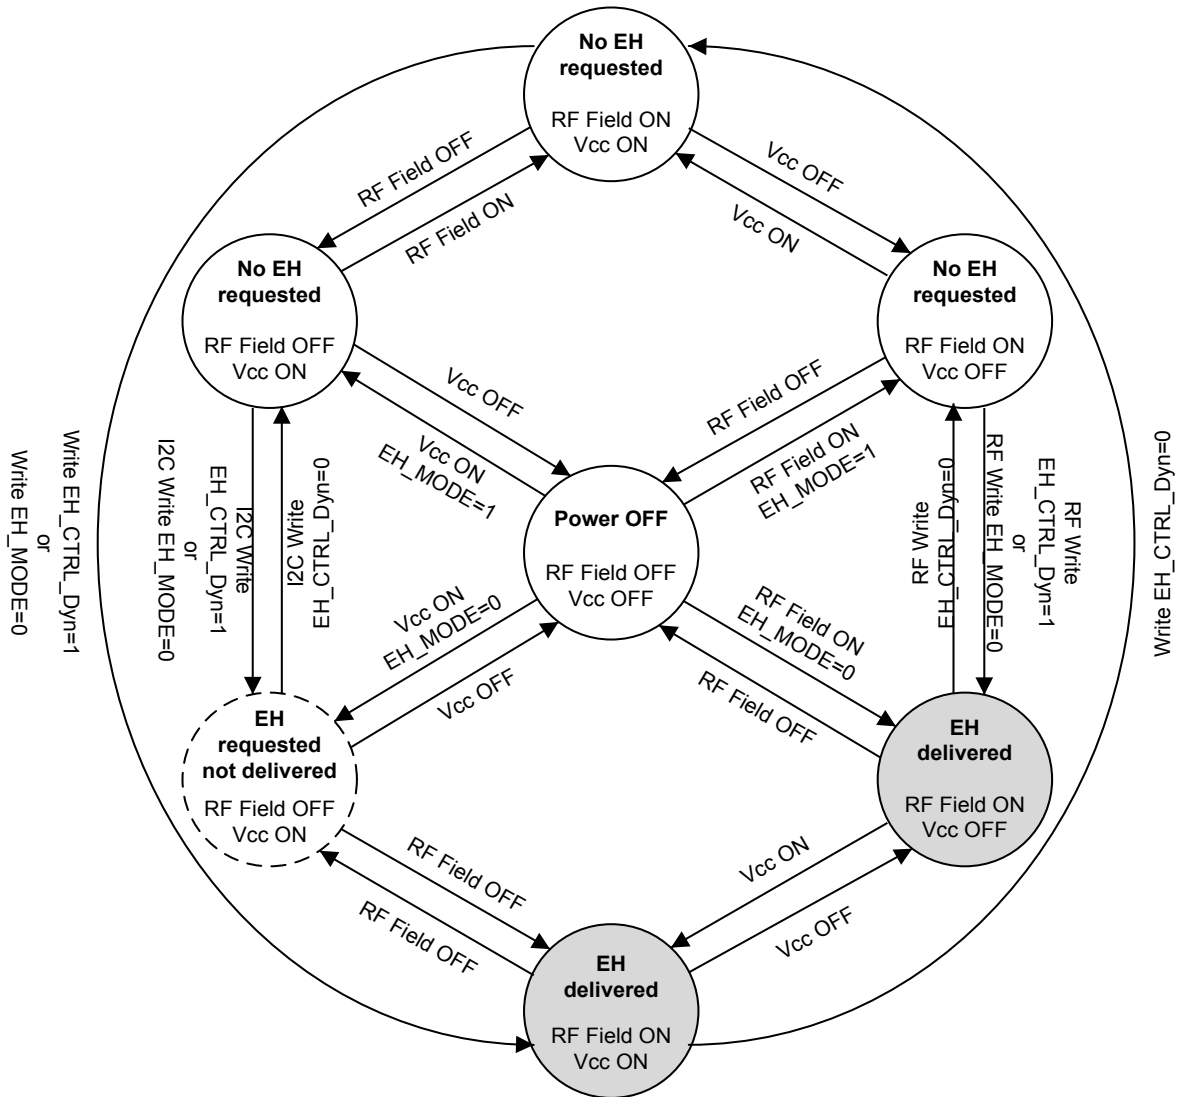 No EH
requested
RF Field ON
Vcc ON
RF Field OFF
RF Field ON
Vcc OFF
Vcc ON
No EH
requested
RF Field OFF
Vcc ON
No EH
requested
RF Field ON
Vcc OFF
Vcc OFF
Vcc ON
EH_MODE=1
RF Field OFF
RF Field ON
EH_MODE=1
Write EH_CTRL_Dyn=1
or
Write EH_MODE=0
I2C Write
EH_CTRL_Dyn=1
or
I2C Write EH_MODE=0
I2C Write
EH_CTRL_Dyn=0
Power OFF
RF Field OFF
Vcc OFF
RF Write
EH_CTRL_Dyn=0
RF Write
EH_CTRL_Dyn=1
or
RF Write EH_MODE=0
Write EH_CTRL_Dyn=0
Vcc ON
EH_MODE=0
Vcc OFF
RF Field ON
EH_MODE=0
RF Field OFF
EH
requested
not delivered
RF Field OFF
Vcc ON
EH
delivered
RF Field ON
Vcc OFF
RF Field OFF
RF Field OFF
Vcc ON
Vcc OFF
EH
delivered
RF Field ON
Vcc ON